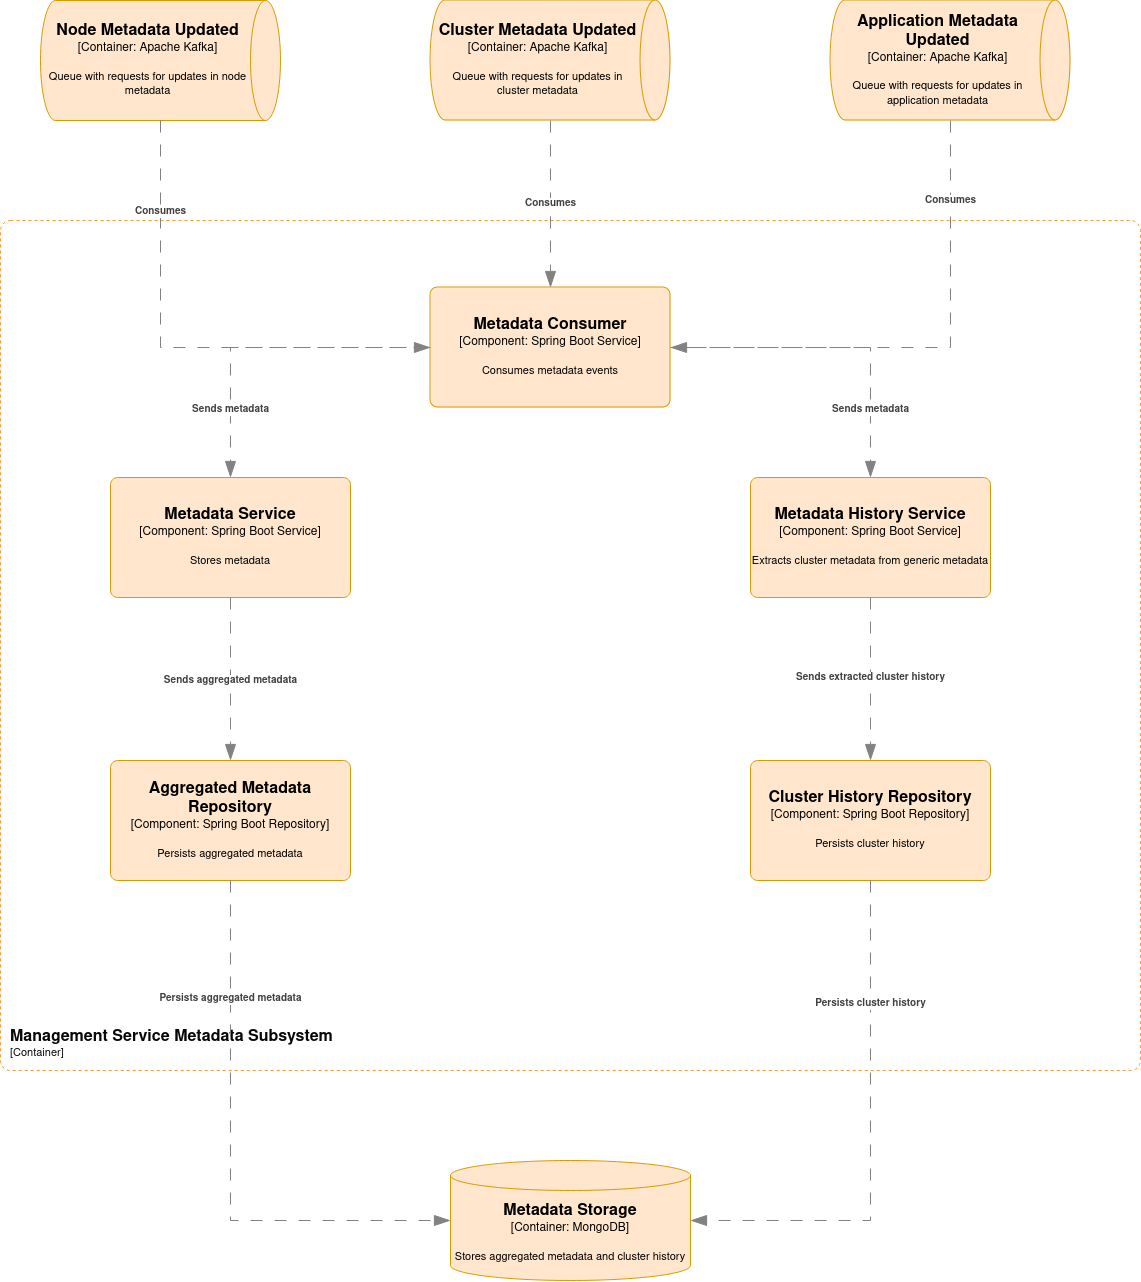 Node Metadata Updated
[Container: Apache Kafka]
Queue with requests for updates in node
metadata
Cluster Metadata Updated
[Container: Apache Kafka]
Queue with requests for updates in
cluster metadata
Application Metadata
Updated
[Container: Apache Kafka]
Queue with requests for updates in
application metadata
Consumes
Consumes
Consumes
Metadata Consumer
[Component: Spring Boot Service]
Consumes metadata events
Sends metadata
Sends metadata
Metadata Service
[Component: Spring Boot Service]
Stores metadata
Metadata History Service
[Component: Spring Boot Service]
Extracts cluster metadata from generic metadata
Sends aggregated metadata
Sends extracted cluster history
Aggregated Metadata
Repository
[Component: Spring Boot Repository]
Persists aggregated metadata
Cluster History Repository
[Component: Spring Boot Repository]
Persists cluster history
Persists aggregated metadata
Persists cluster history
Management Service Metadata Subsystem
[Container]
Metadata Storage
[Container: MongoDB]
Stores aggregated metadata and cluster history